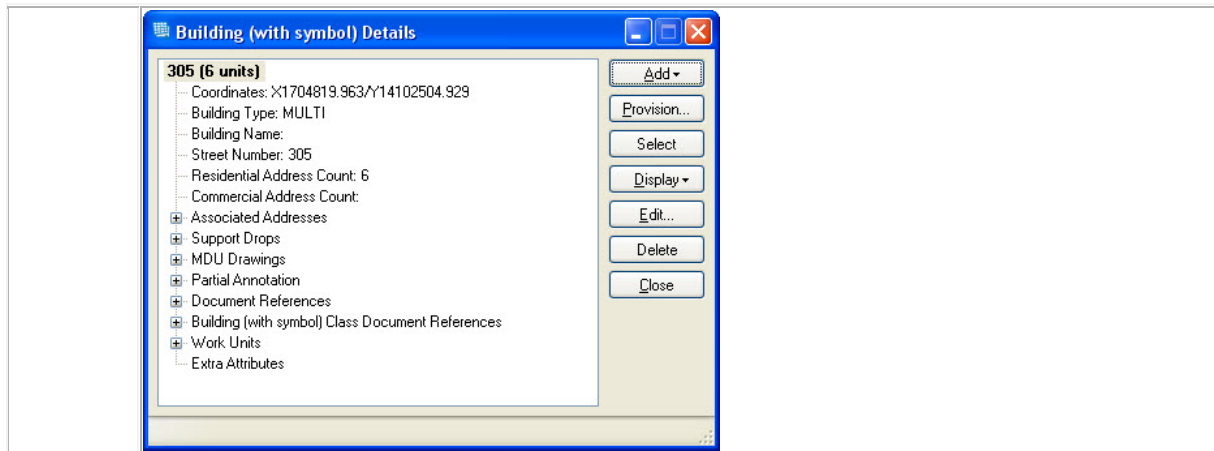 Building (with symbol) Details
305 (6 units)
Coordinates: X1704819.963/Y14102504.929
Building Type: MULTI
Building Name:
Street Number: 305
Residential Address Count: 6
Commercial Address Count:
Associated Addresses
Support Drops
MDU Drawings
Partial Annotation
Document References
Building (with symbol) Class Document References
Work Units
Extra Attributes
Add
Provision...
Select
Display
Edit...
Delete
Close